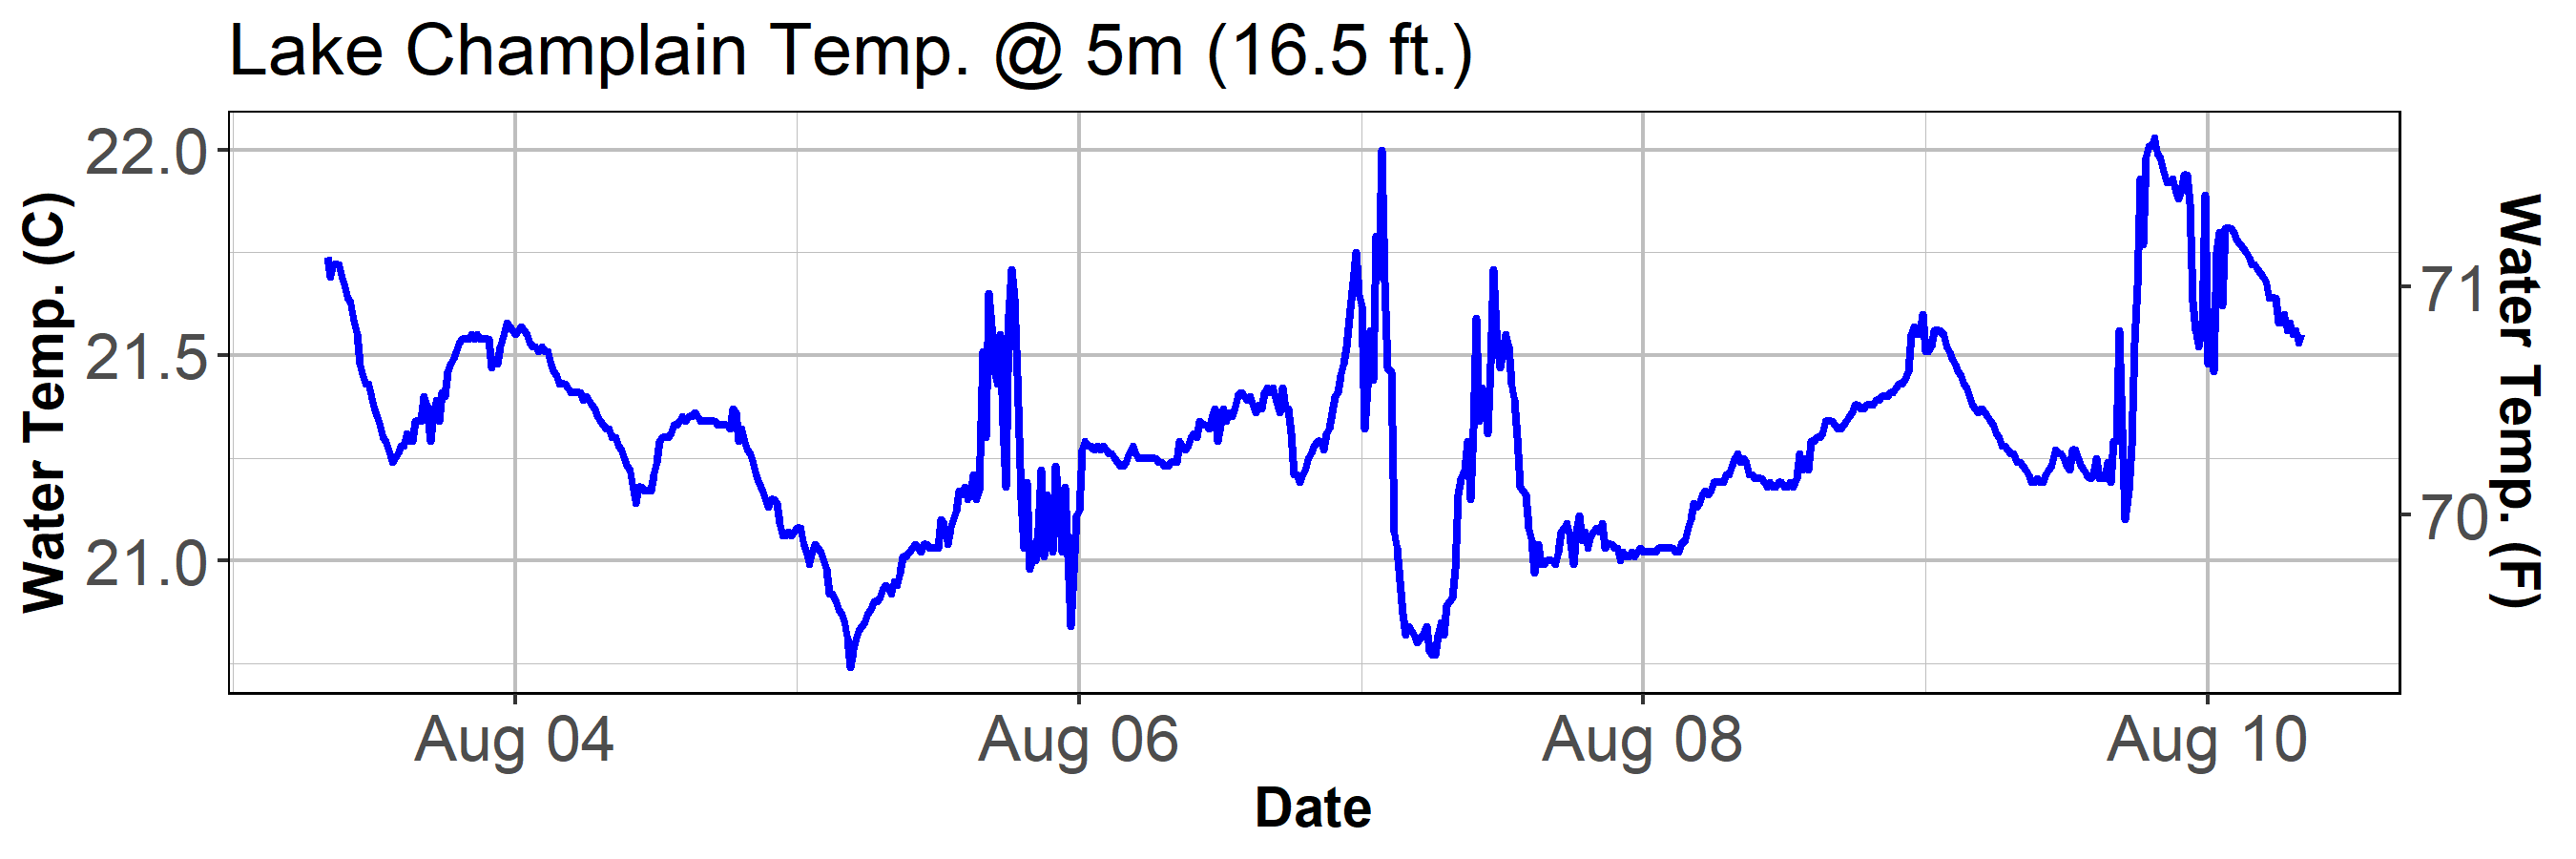 Lake Champlain Temp. @ 5m (16.5 ft.)
Water Temp. (C)
22.0
21.5
21.0
71
70
Water Temp. (F)
Aug 04
Aug 06
Aug 08
Aug 10
Date